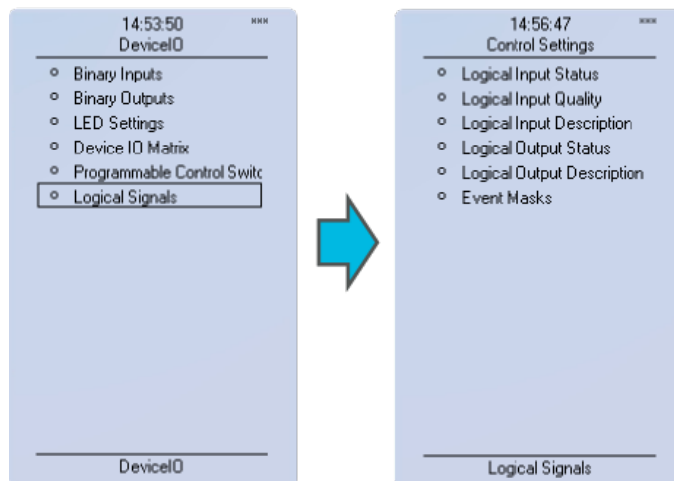 14:53:50
DeviceIO
Binary Inputs
Binary Outputs
LED Settings
Device IO Matrix
Programmable Control Switc
Logical Signals
DeviceIO
14:56:47
Control Settings
Logical Input Status
Logical Input Quality
Logical Input Description
Logical Output Status
Logical Output Description
Event Masks
Logical Signals